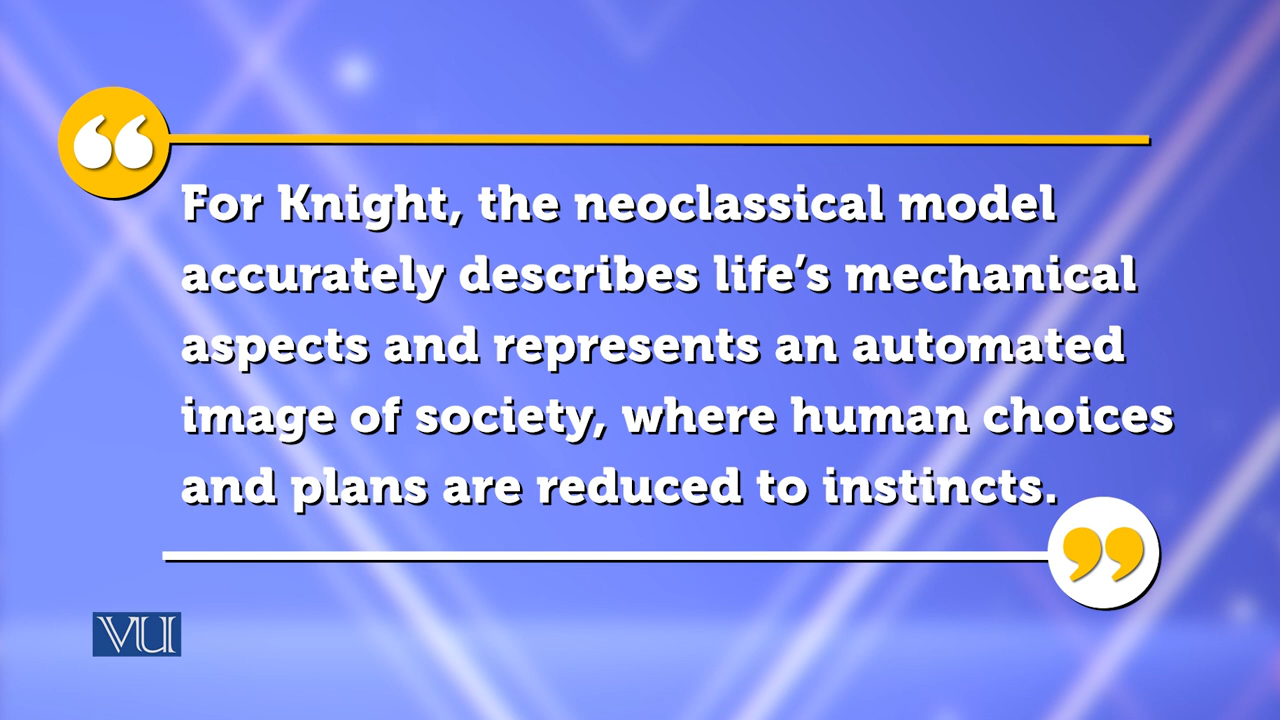 “
For Knight, the neoclassical model
accurately describes life’s mechanical
aspects and represents an automated
image of society, where human choices
and plans are reduced to instincts.
”
VU